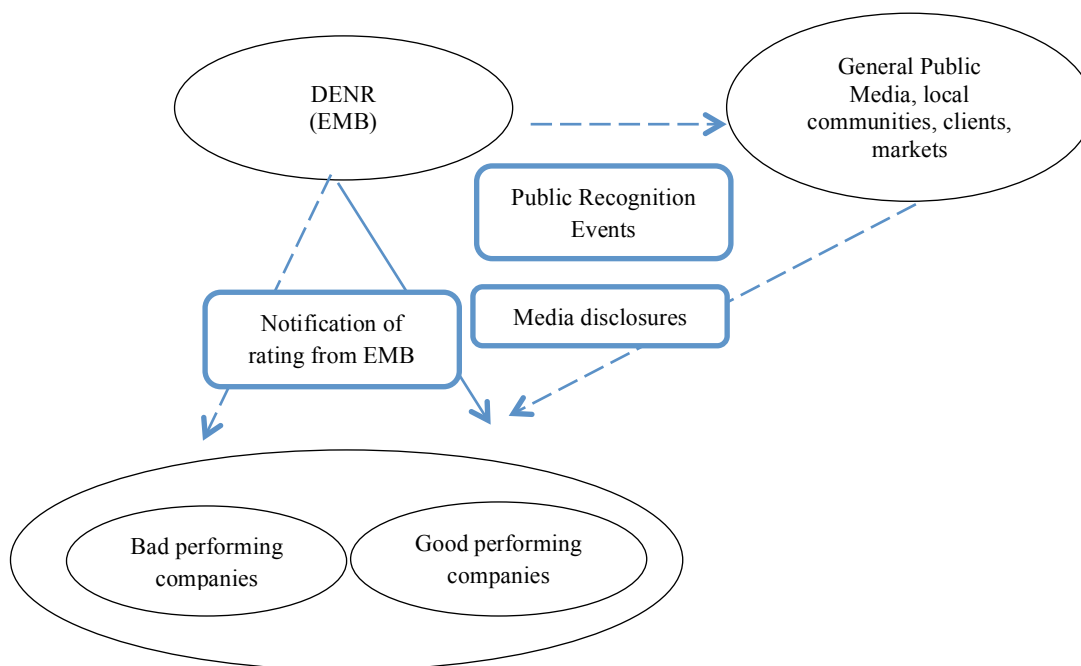 DENR
(EMB)
General Public
Media, local
communities, clients,
markets
Public Recognition
Events
Media disclosures
Notification of
rating from EMB
Bad performing
companies
Good performing
companies